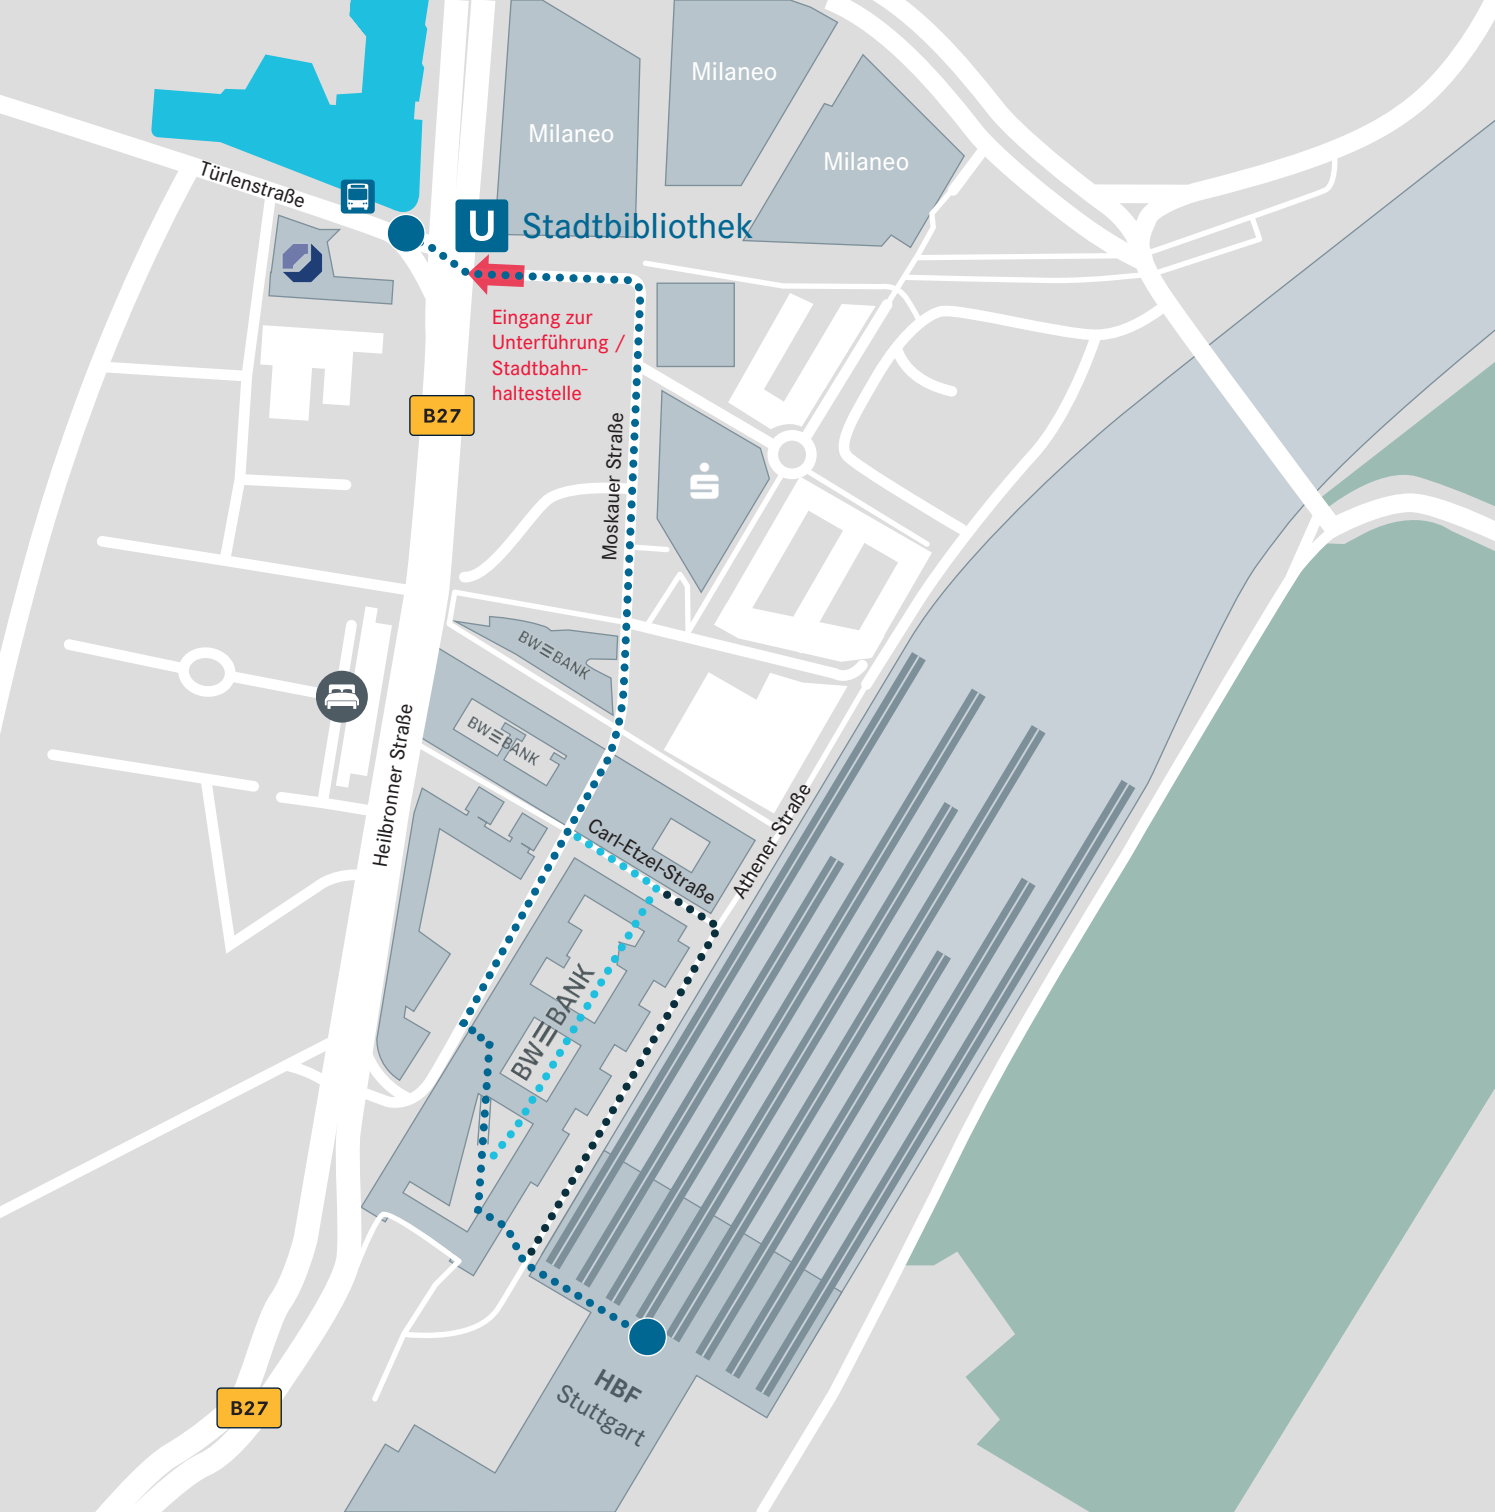 Milaneo
Milaneo
Milaneo
Türlenstraße
U Stadtbibliothek
Eingang zur
Unterführung /
Stadtbahn-
haltestelle
B27
Moskauer Straße
BW BANK
BW BANK
Heilbronner Straße
Carl-Etzel-Straße
Athener Straße
BW BANK
HBF
Stuttgart
B27